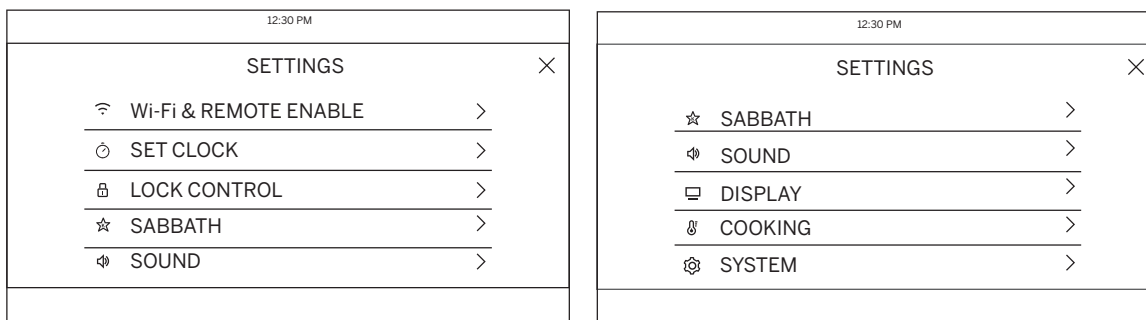 12:30 PM
SETTINGS
Wi-Fi & REMOTE ENABLE
SET CLOCK
LOCK CONTROL
SABBATH
SOUND
12:30 PM
SETTINGS
SABBATH
SOUND
DISPLAY
COOKING
SYSTEM